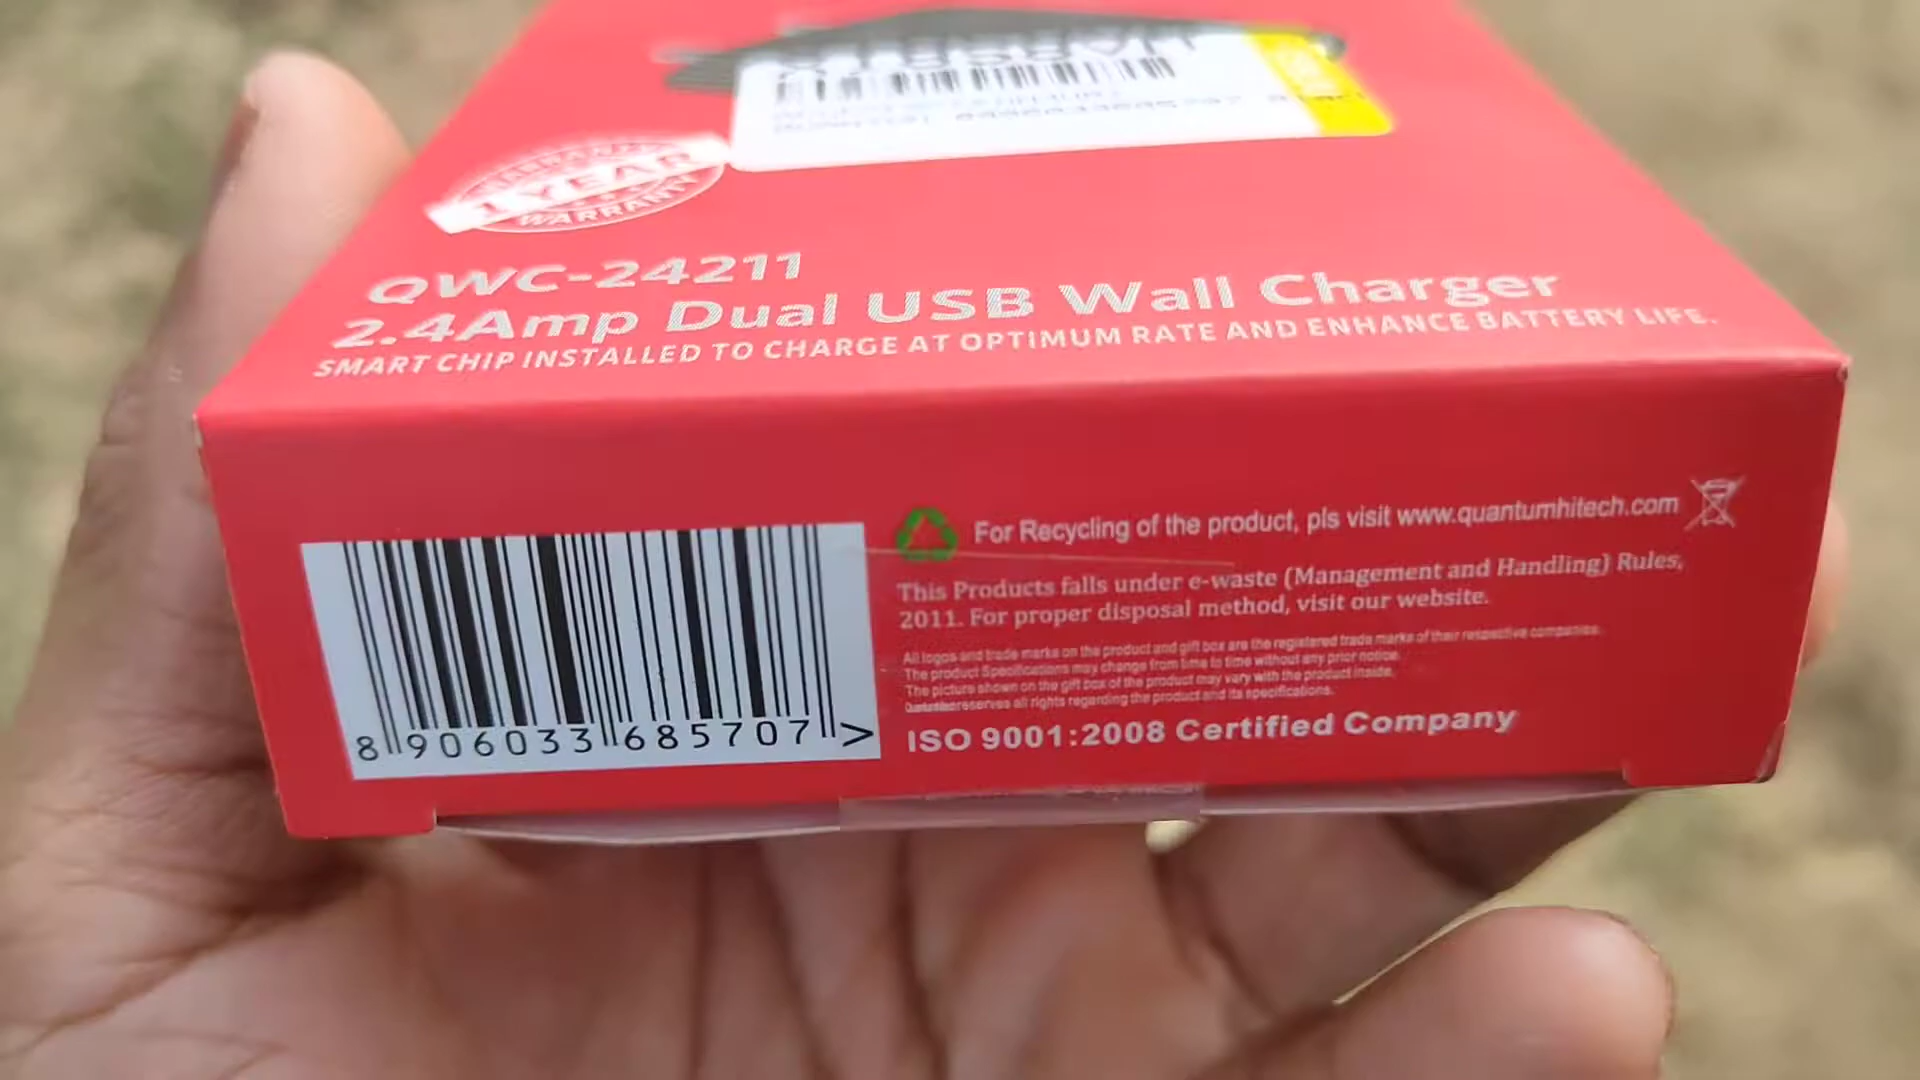 1 YEAR
WARRANTY
QWC-24211
2.4Amp Dual USB Wall Charger
SMART CHIP INSTALLED TO CHARGE AT OPTIMUM RATE AND ENHANCE BATTERY LIFE.
For Recycling of the product, pls visit www.quantumhitech.com
This Products falls under e-waste (Management and Handling) Rules,
2011. For proper disposal method, visit our website.
All logos and trade marks on the product and gift box are the registered trade marks of their respective companies.
The product Specifications may change from time to time without any prior notice.
The picture shown on the gift box of the product may vary with the product inside.
reserves all rights regarding the product and its specifications.
ISO 9001:2008 Certified Company
8 906033 685707 >